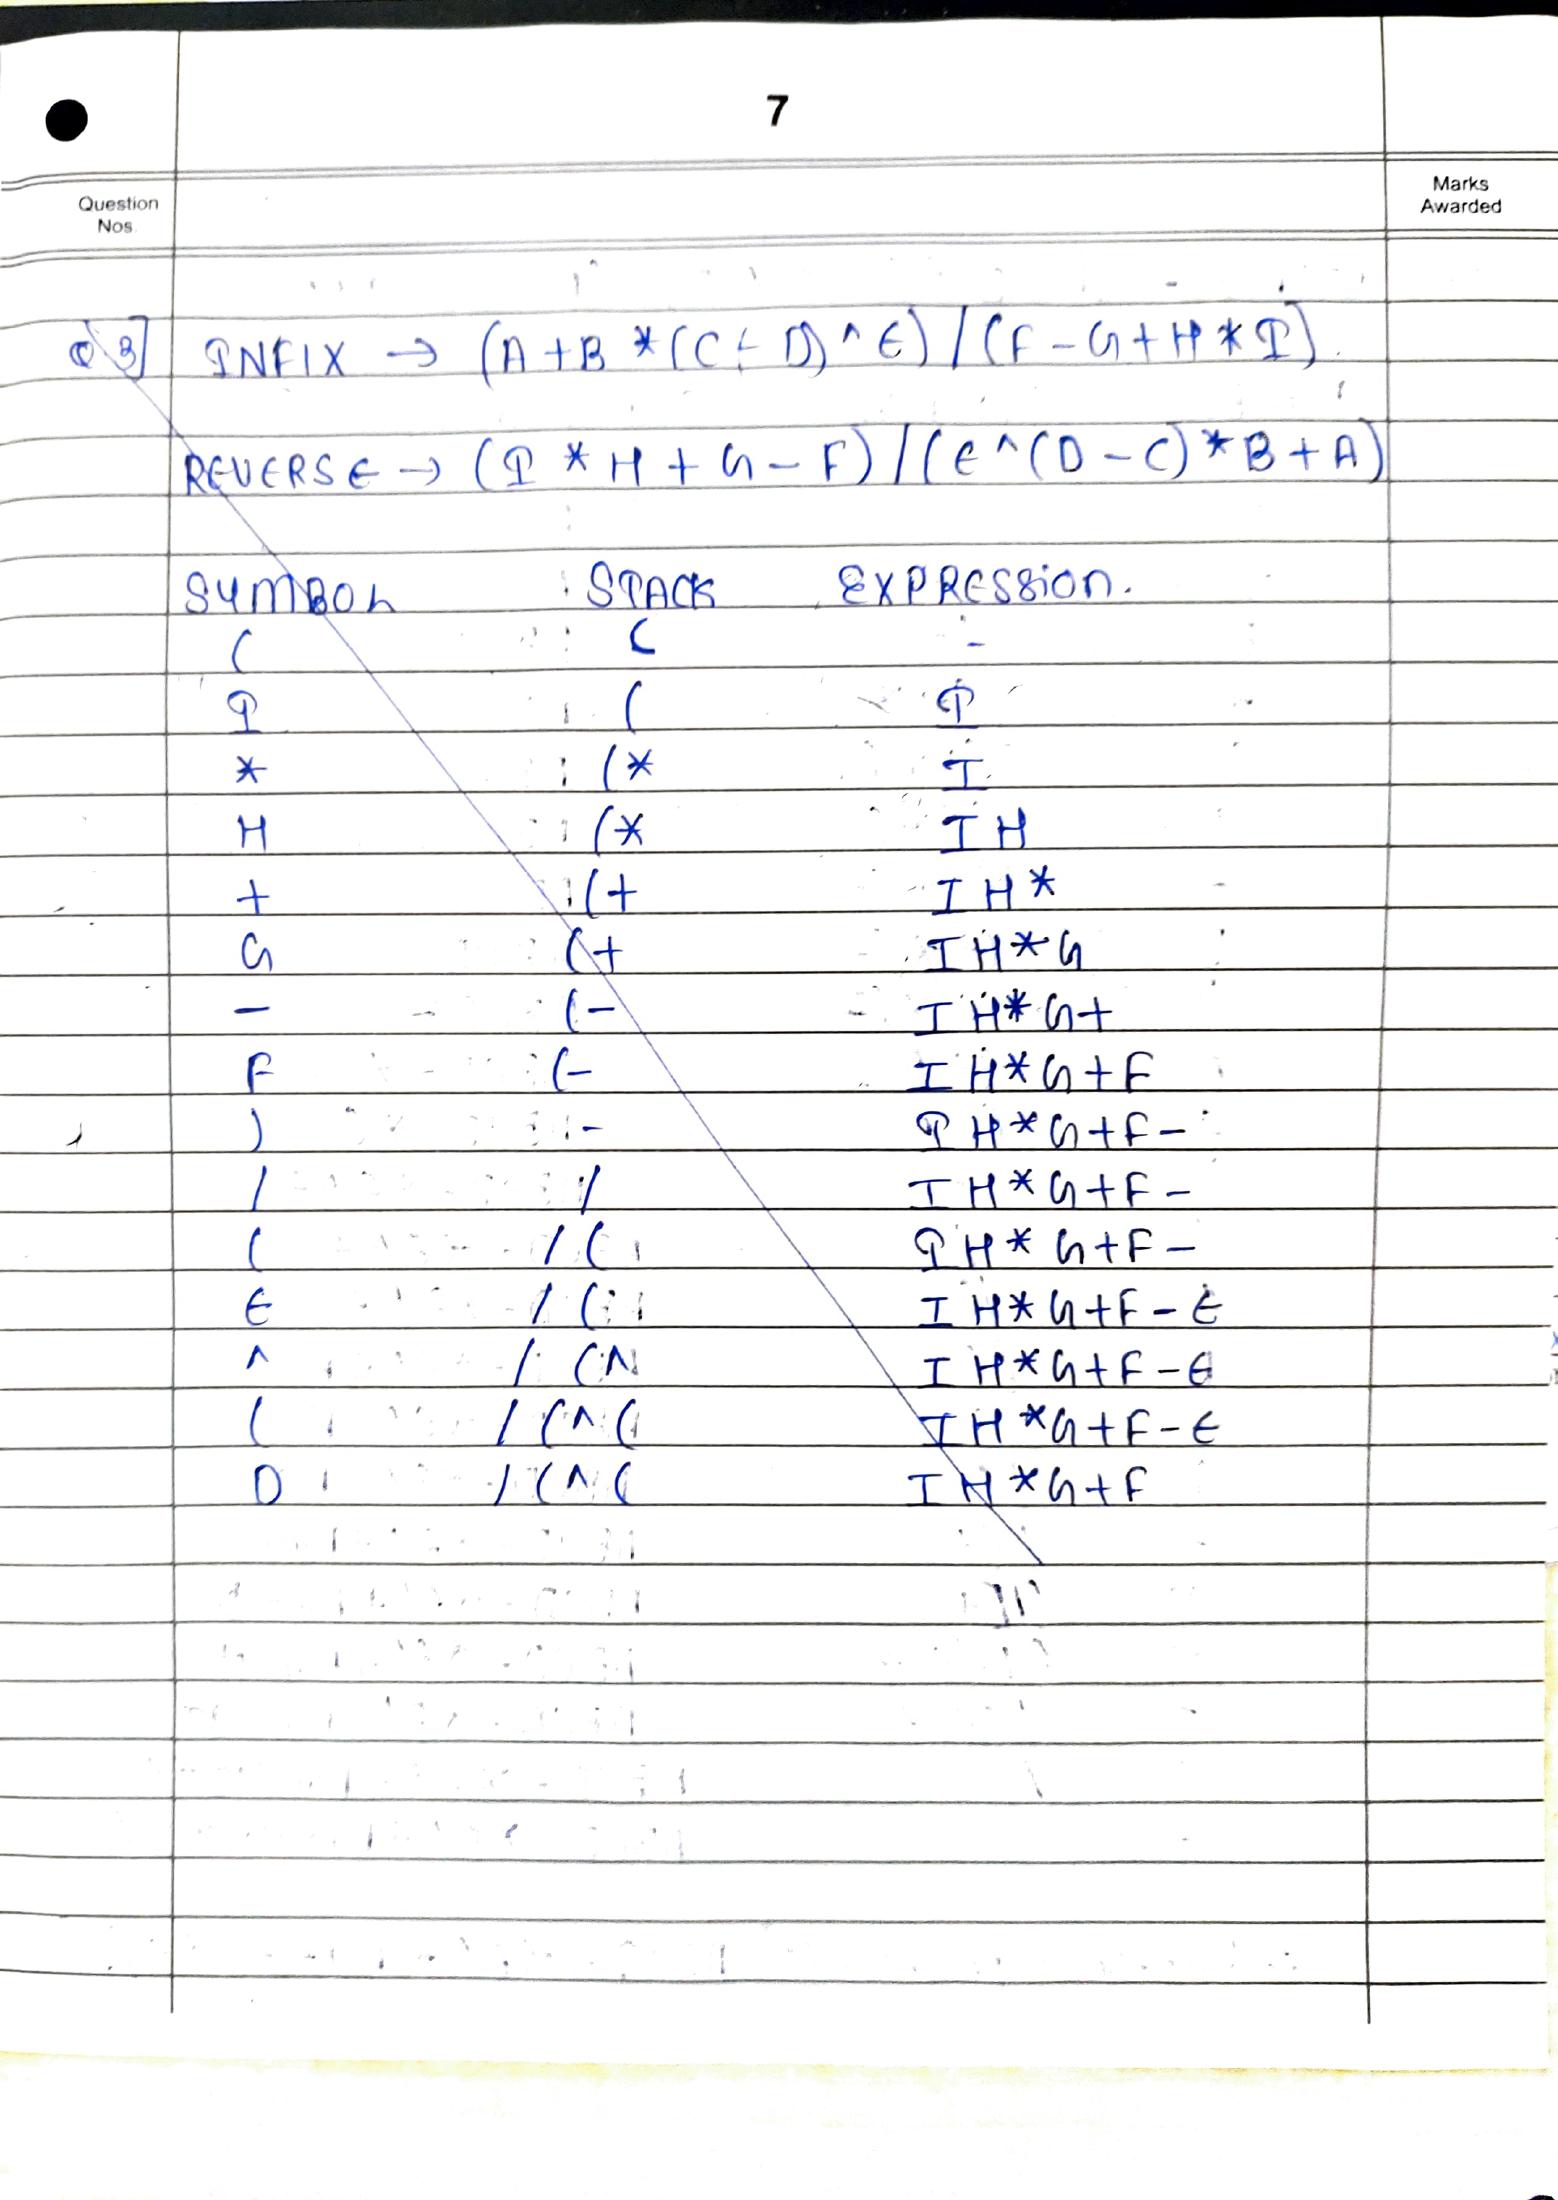 7
Question Nos.
Marks Awarded
Q 3] INFIX → (A+B*(C-D)^E)/(F-G+H*I)
REVERSE → (I*H+G-F)/(E^(D-C)*B+A)
SYMBOL STACK EXPRESSION.
( ( -
I ( I
* (* I
H (* IH
+ (+ IH*
G (+ IH*G
- (- IH*G+
F (- IH*G+F
) - IH*G+F-
/ / IH*G+F-
( /( IH*G+F-
E /( IH*G+F-E
^ /(^ IH*G+F-E
( /(^( IH*G+F-E
D /(^( IH*G+F